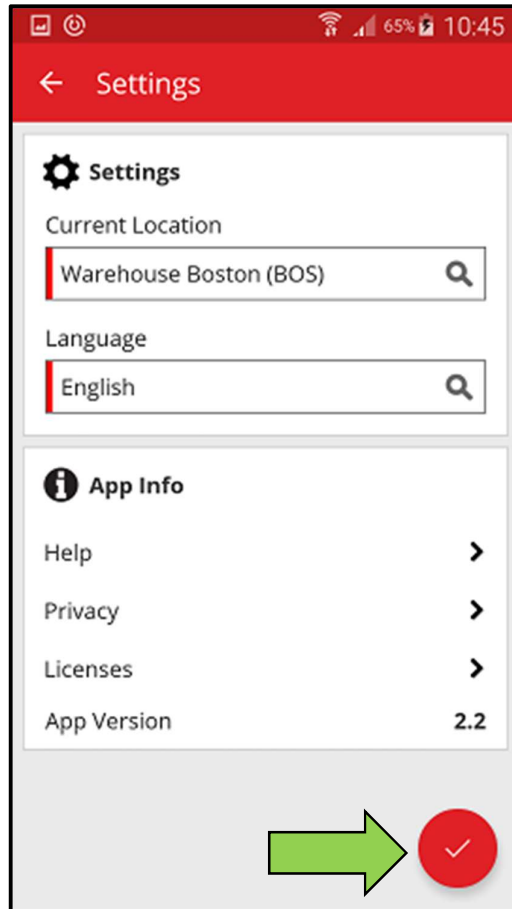 65% 10:45
Settings
Settings
Current Location
Warehouse Boston (BOS)
Language
English
App Info
Help
Privacy
Licenses
App Version 2.2